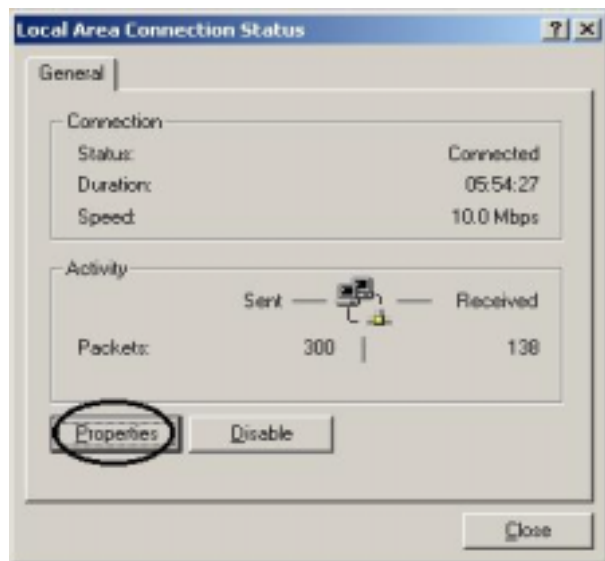 Local Area Connection Status
General
Connection
Status: Connected
Duration: 05:54:27
Speed: 10.0 Mbps
Activity
Sent Received
Packets: 300 138
Properties Disable
Close